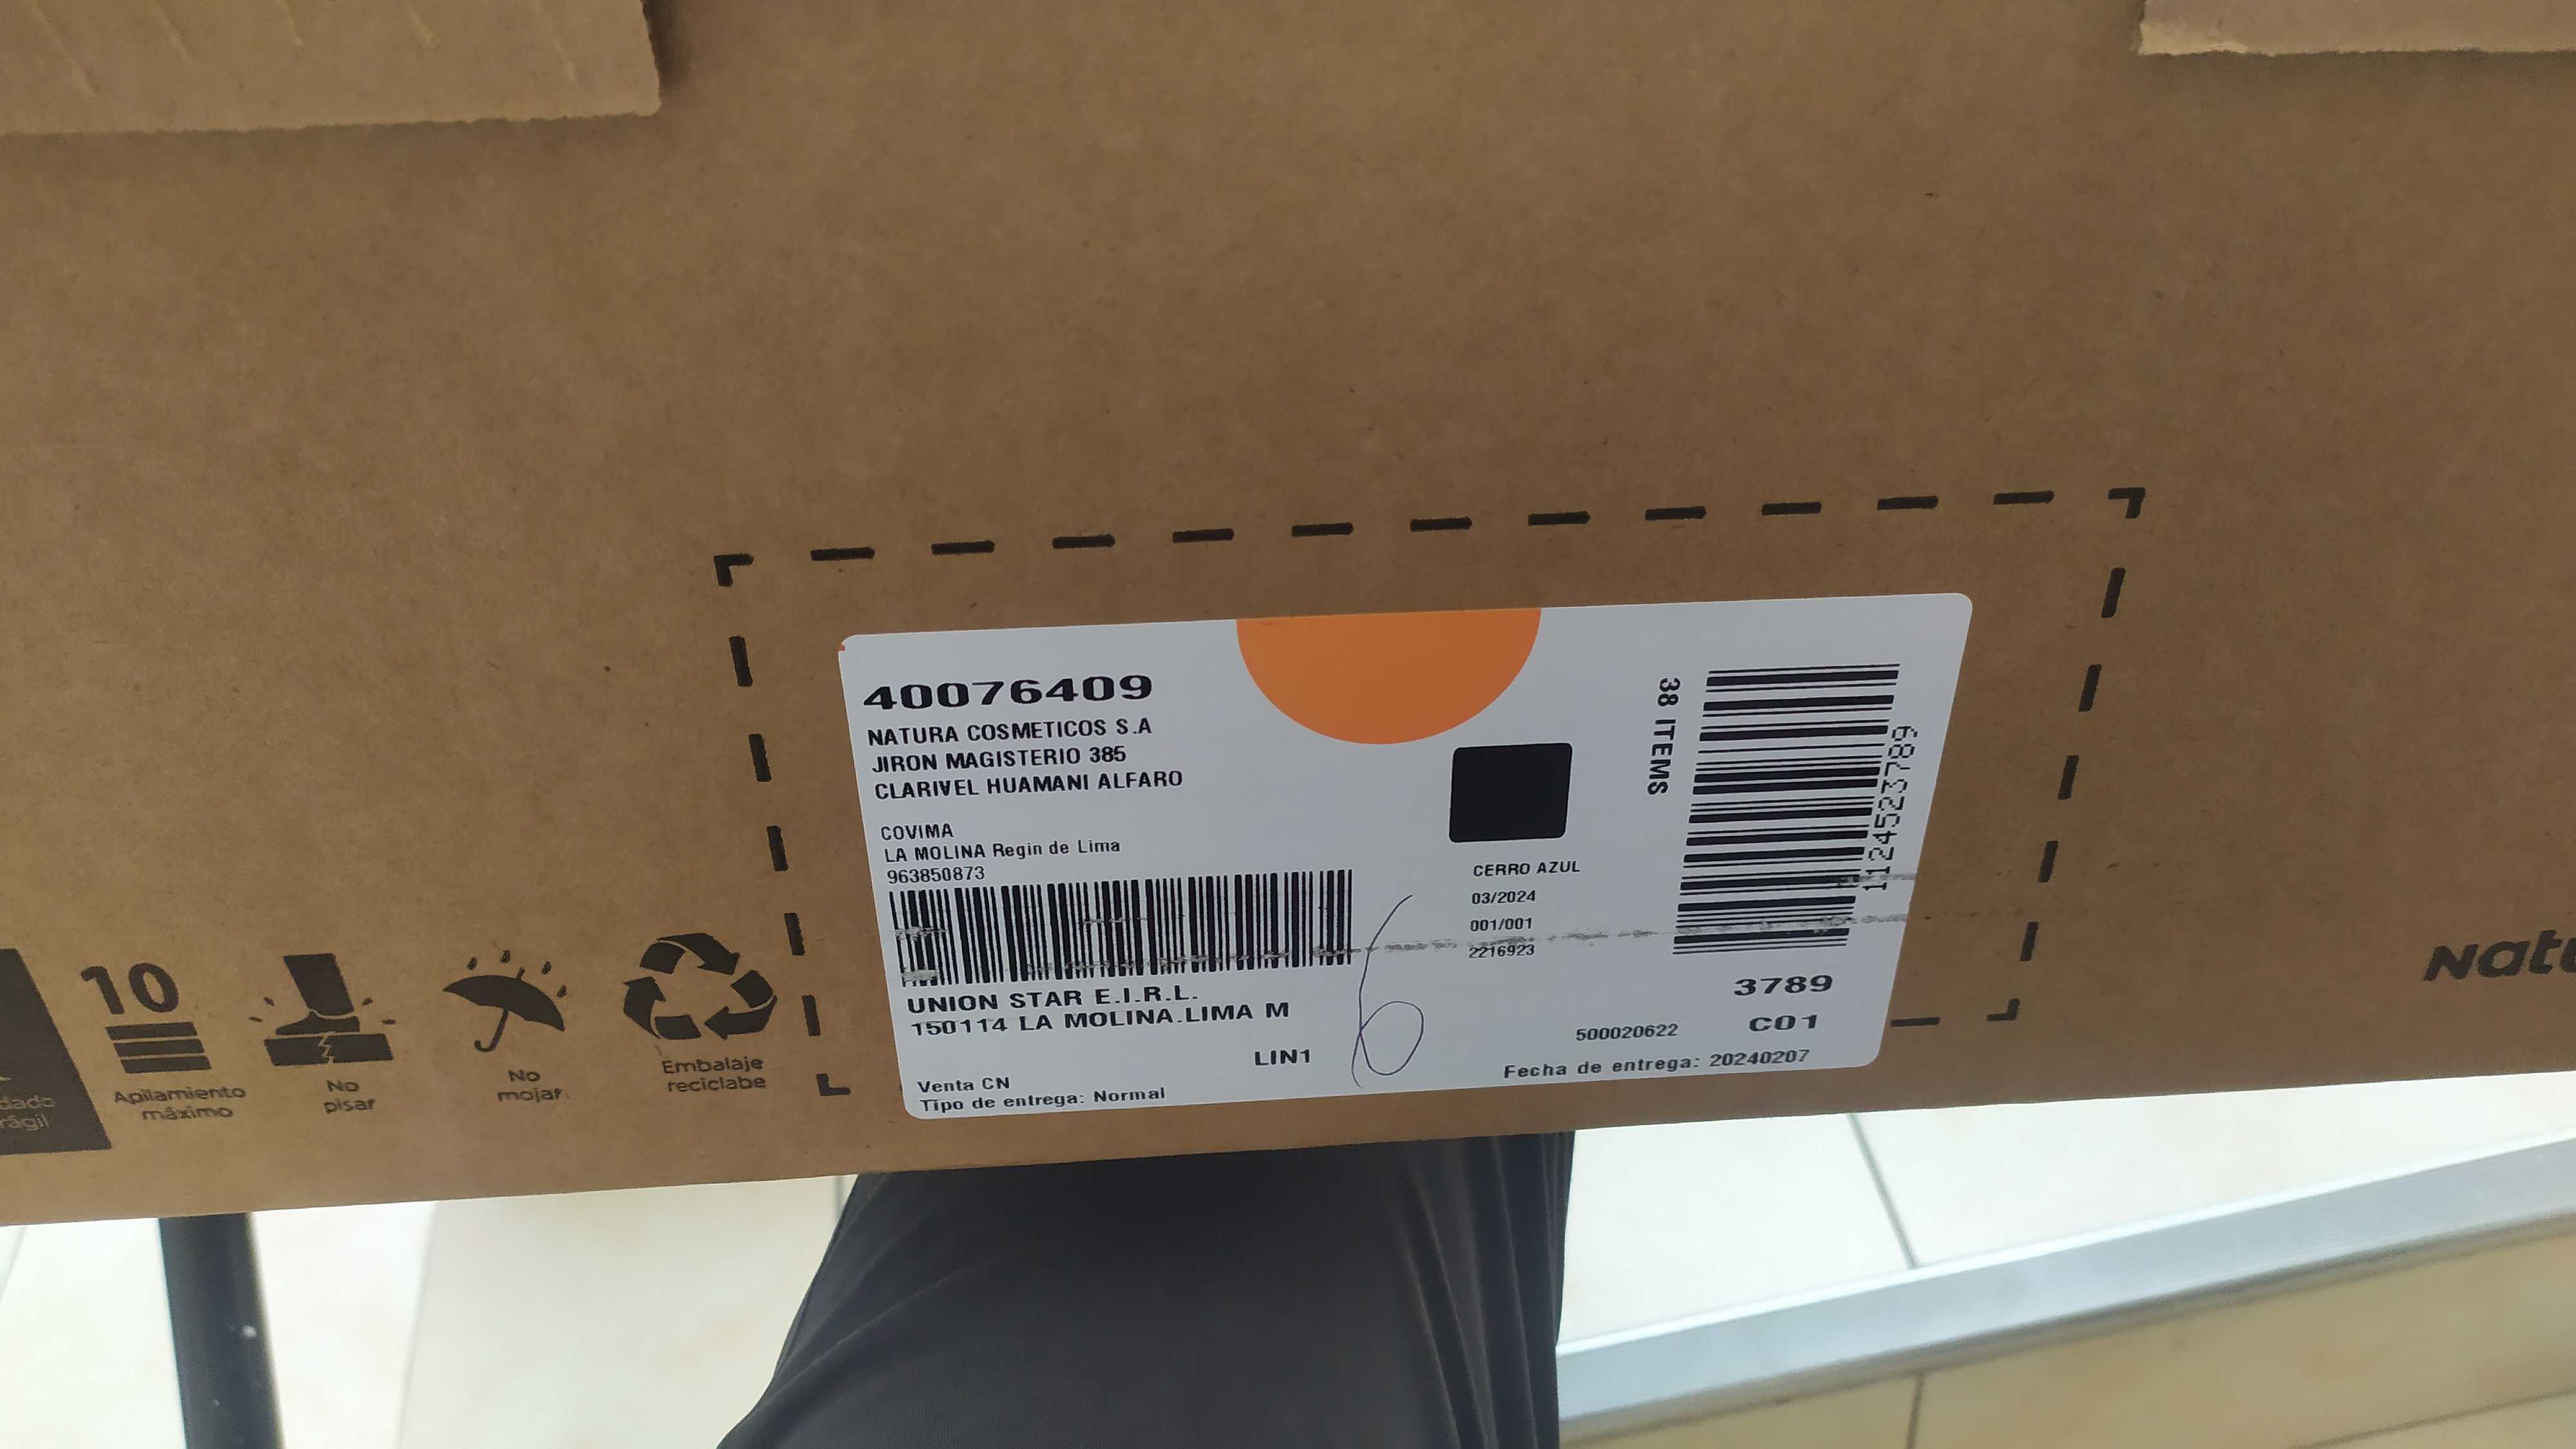 40076409
NATURA COSMETICOS S.A
JIRON MAGISTERIO 385
CLARIVEL HUAMANI ALFARO
COVIMA
LA MOLINA Regin de Lima
963850873
UNION STAR E.I.R.L.
150114 LA MOLINA.LIMA M
LIN1
Venta CN
Tipo de entrega: Normal
6
CERRO AZUL
03/2024
001/001
2216923
38 ITEMS
1124523789
3789
500020622 C01
Fecha de entrega: 20240207
10
Apilamiento
máximo
No
pisar
No
mojar
Embalaje
reciclabe